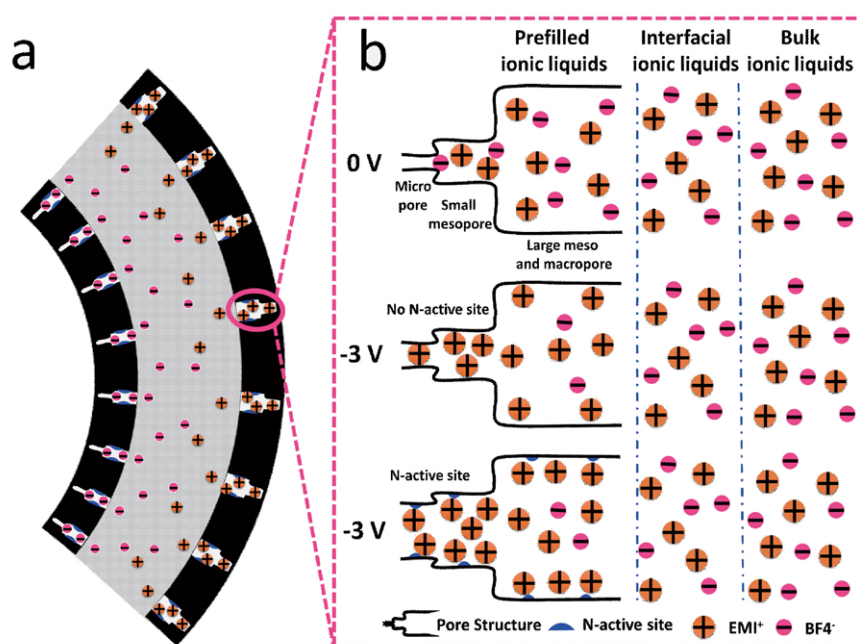 a
b
Prefilled
ionic liquids
Interfacial
ionic liquids
Bulk
ionic liquids
0 V
Micro
pore
Small
mesopore
Large meso
and macropore
No N-active site
-3 V
N-active site
-3 V
Pore Structure
N-active site
EMI⁺
BF4⁻